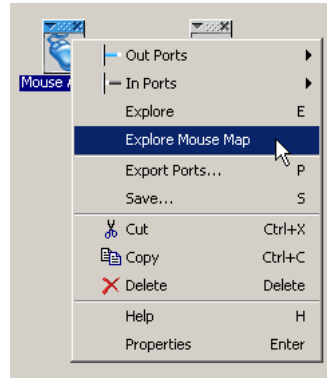 Mouse
Out Ports
In Ports
Explore E
Explore Mouse Map
Export Ports... P
Save... S
Cut Ctrl+X
Copy Ctrl+C
Delete Delete
Help H
Properties Enter